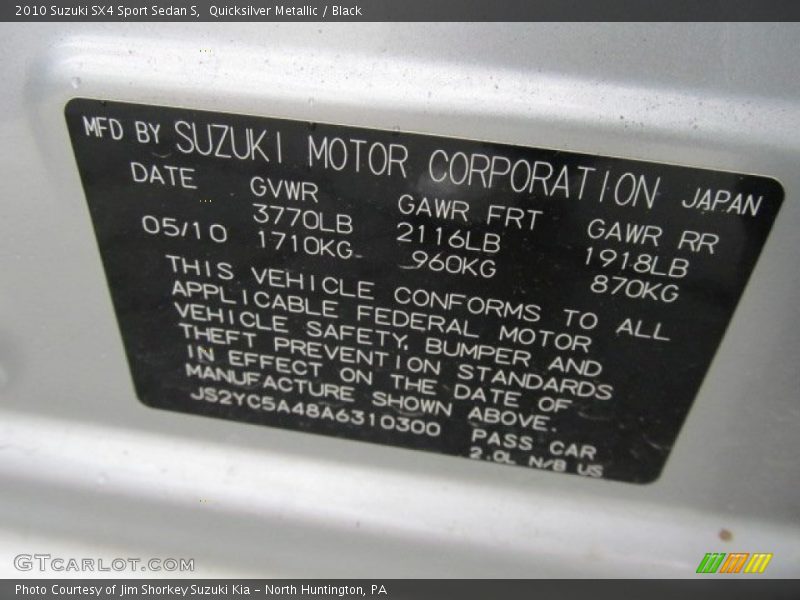 2010 Suzuki SX4 Sport Sedan S, Quicksilver Metallic / Black
MFD BY SUZUKI MOTOR CORPORATION JAPAN
DATE GVWR GAWR FRT GAWR RR
05/10 3770LB 2116LB 1918LB
1710KG 960KG 870KG
THIS VEHICLE CONFORMS TO ALL
APPLICABLE FEDERAL MOTOR
VEHICLE SAFETY, BUMPER AND
THEFT PREVENTION STANDARDS
IN EFFECT ON THE DATE OF
MANUFACTURE SHOWN ABOVE.
JS2YC5A48A6310300 PASS CAR
2.0L N/B US
GTCARLOT.COM
Photo Courtesy of Jim Shorkey Suzuki Kia - North Huntington, PA